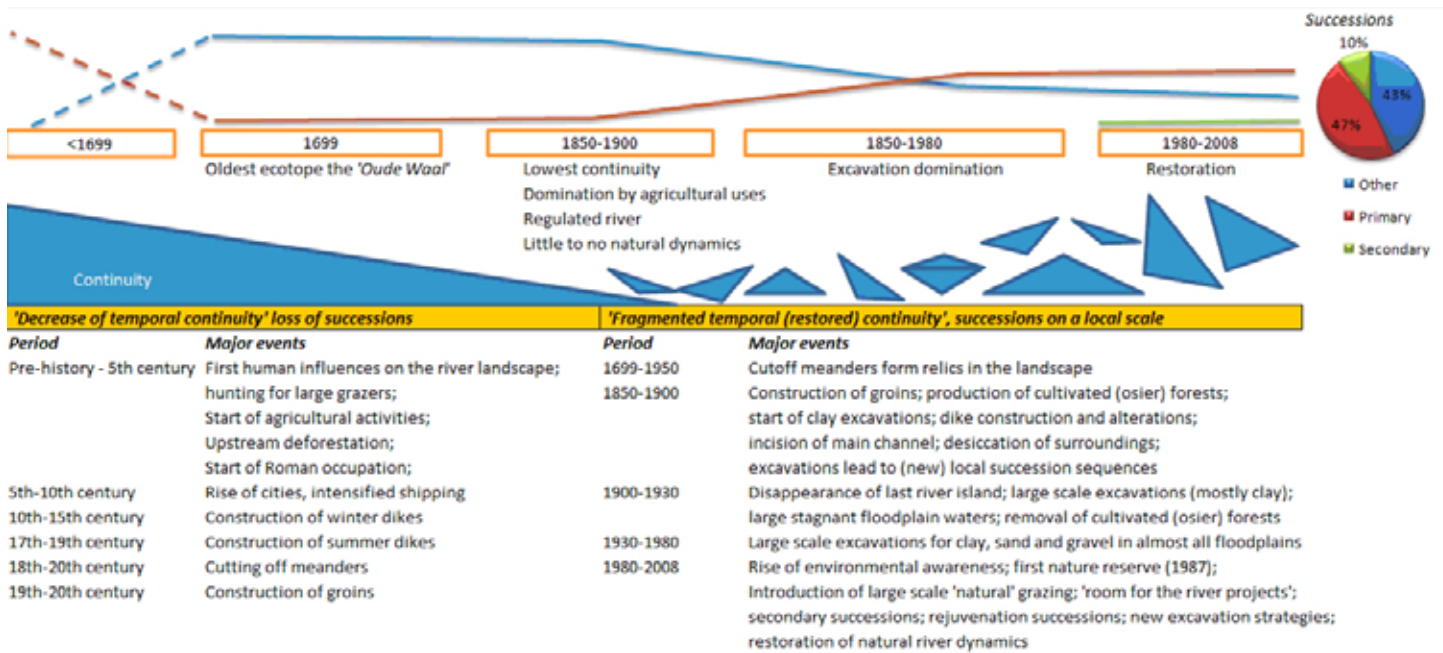 Successions
10%
43%
47%
<1699
1699
1850-1900
1850-1980
1980-2008
Oldest ecotope the 'Oude Waal'
Lowest continuity
Domination by agricultural uses
Regulated river
Little to no natural dynamics
Excavation domination
Restoration
Other
Primary
Secondary
Continuity
'Decrease of temporal continuity' loss of successions
'Fragmented temporal (restored) continuity', successions on a local scale
Period Major events
Pre-history - 5th century First human influences on the river landscape;
hunting for large grazers;
Start of agricultural activities;
Upstream deforestation;
Start of Roman occupation;
5th-10th century Rise of cities, intensified shipping
10th-15th century Construction of winter dikes
17th-19th century Construction of summer dikes
18th-20th century Cutting off meanders
19th-20th century Construction of groins
Period Major events
1699-1950 Cutoff meanders form relics in the landscape
1850-1900 Construction of groins; production of cultivated (osier) forests;
start of clay excavations; dike construction and alterations;
incision of main channel; desiccation of surroundings;
excavations lead to (new) local succession sequences
1900-1930 Disappearance of last river island; large scale excavations (mostly clay);
large stagnant floodplain waters; removal of cultivated (osier) forests
1930-1980 Large scale excavations for clay, sand and gravel in almost all floodplains
1980-2008 Rise of environmental awareness; first nature reserve (1987);
Introduction of large scale 'natural' grazing; 'room for the river projects';
secondary successions; rejuvenation successions; new excavation strategies;
restoration of natural river dynamics